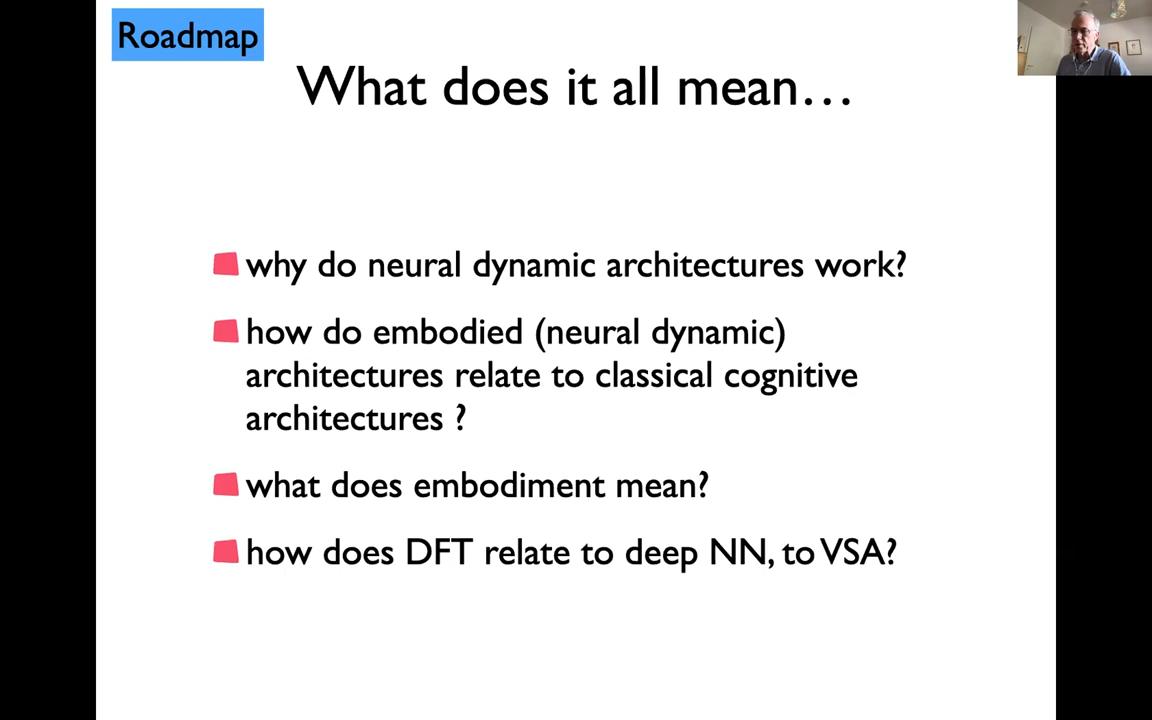 Roadmap
What does it all mean…
why do neural dynamic architectures work?
how do embodied (neural dynamic)
architectures relate to classical cognitive
architectures ?
what does embodiment mean?
how does DFT relate to deep NN, to VSA?